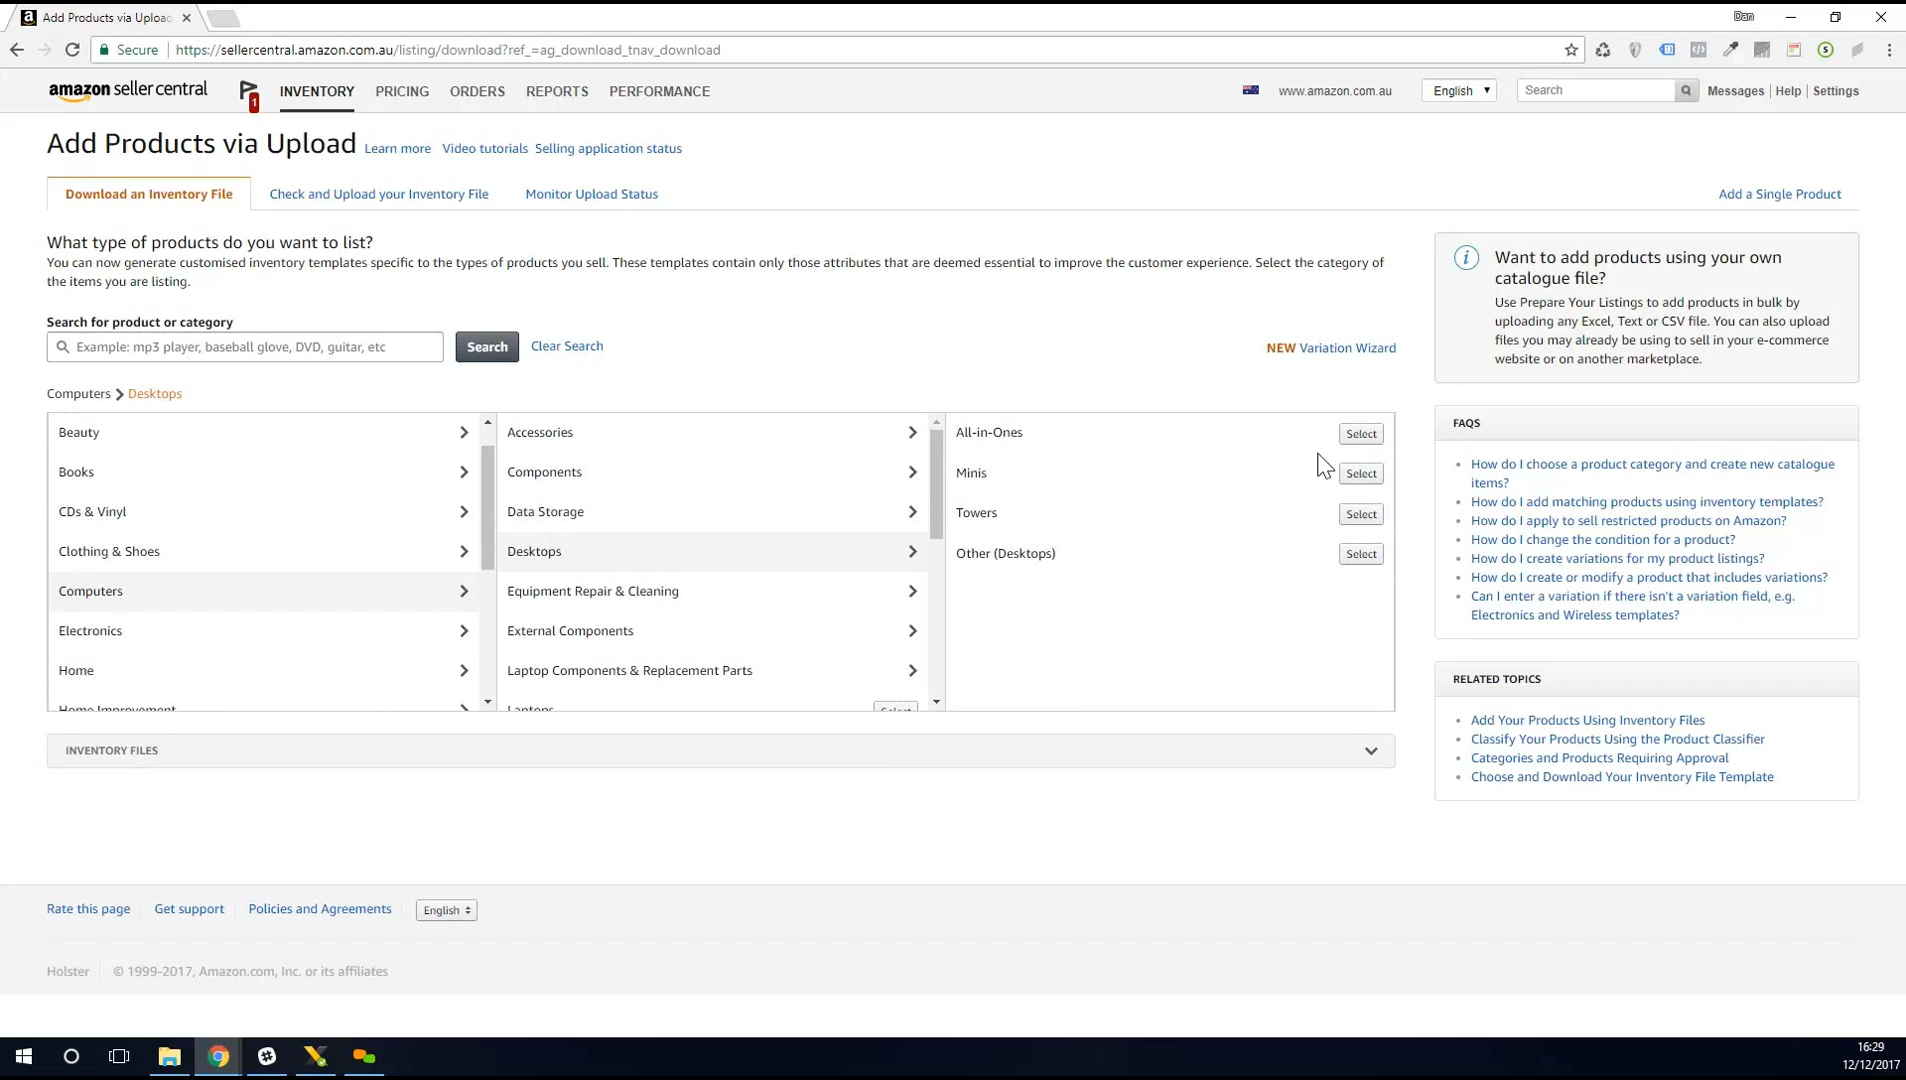 Add Products via Upload
Dan
Secure
https://sellercentral.amazon.com.au/listing/download?ref_=ag_download_tnav_download
amazon seller central
1
INVENTORY
PRICING
ORDERS
REPORTS
PERFORMANCE
www.amazon.com.au
English
Search
Messages | Help | Settings
Add Products via Upload
Learn more
Video tutorials
Selling application status
Download an Inventory File
Check and Upload your Inventory File
Monitor Upload Status
Add a Single Product
What type of products do you want to list?
You can now generate customised inventory templates specific to the types of products you sell. These templates contain only those attributes that are deemed essential to improve the customer experience. Select the category of
the items you are listing.
Search for product or category
Example: mp3 player, baseball glove, DVD, guitar, etc
Search
Clear Search
NEW Variation Wizard
Computers > Desktops
Beauty
Books
CDs & Vinyl
Clothing & Shoes
Computers
Electronics
Home
Home Improvement
Accessories
Components
Data Storage
Desktops
Equipment Repair & Cleaning
External Components
Laptop Components & Replacement Parts
Laptops
Select
All-in-Ones
Select
Minis
Select
Towers
Select
Other (Desktops)
Select
INVENTORY FILES
Want to add products using your own
catalogue file?
Use Prepare Your Listings to add products in bulk by
uploading any Excel, Text or CSV file. You can also upload
files you may already be using to sell in your e-commerce
website or on another marketplace.
FAQS
How do I choose a product category and create new catalogue
items?
How do I add matching products using inventory templates?
How do I apply to sell restricted products on Amazon?
How do I change the condition for a product?
How do I create variations for my product listings?
How do I create or modify a product that includes variations?
Can I enter a variation if there isn't a variation field, e.g.
Electronics and Wireless templates?
RELATED TOPICS
Add Your Products Using Inventory Files
Classify Your Products Using the Product Classifier
Categories and Products Requiring Approval
Choose and Download Your Inventory File Template
Rate this page
Get support
Policies and Agreements
English
Holster
© 1999-2017, Amazon.com, Inc. or its affiliates
16:29
12/12/2017